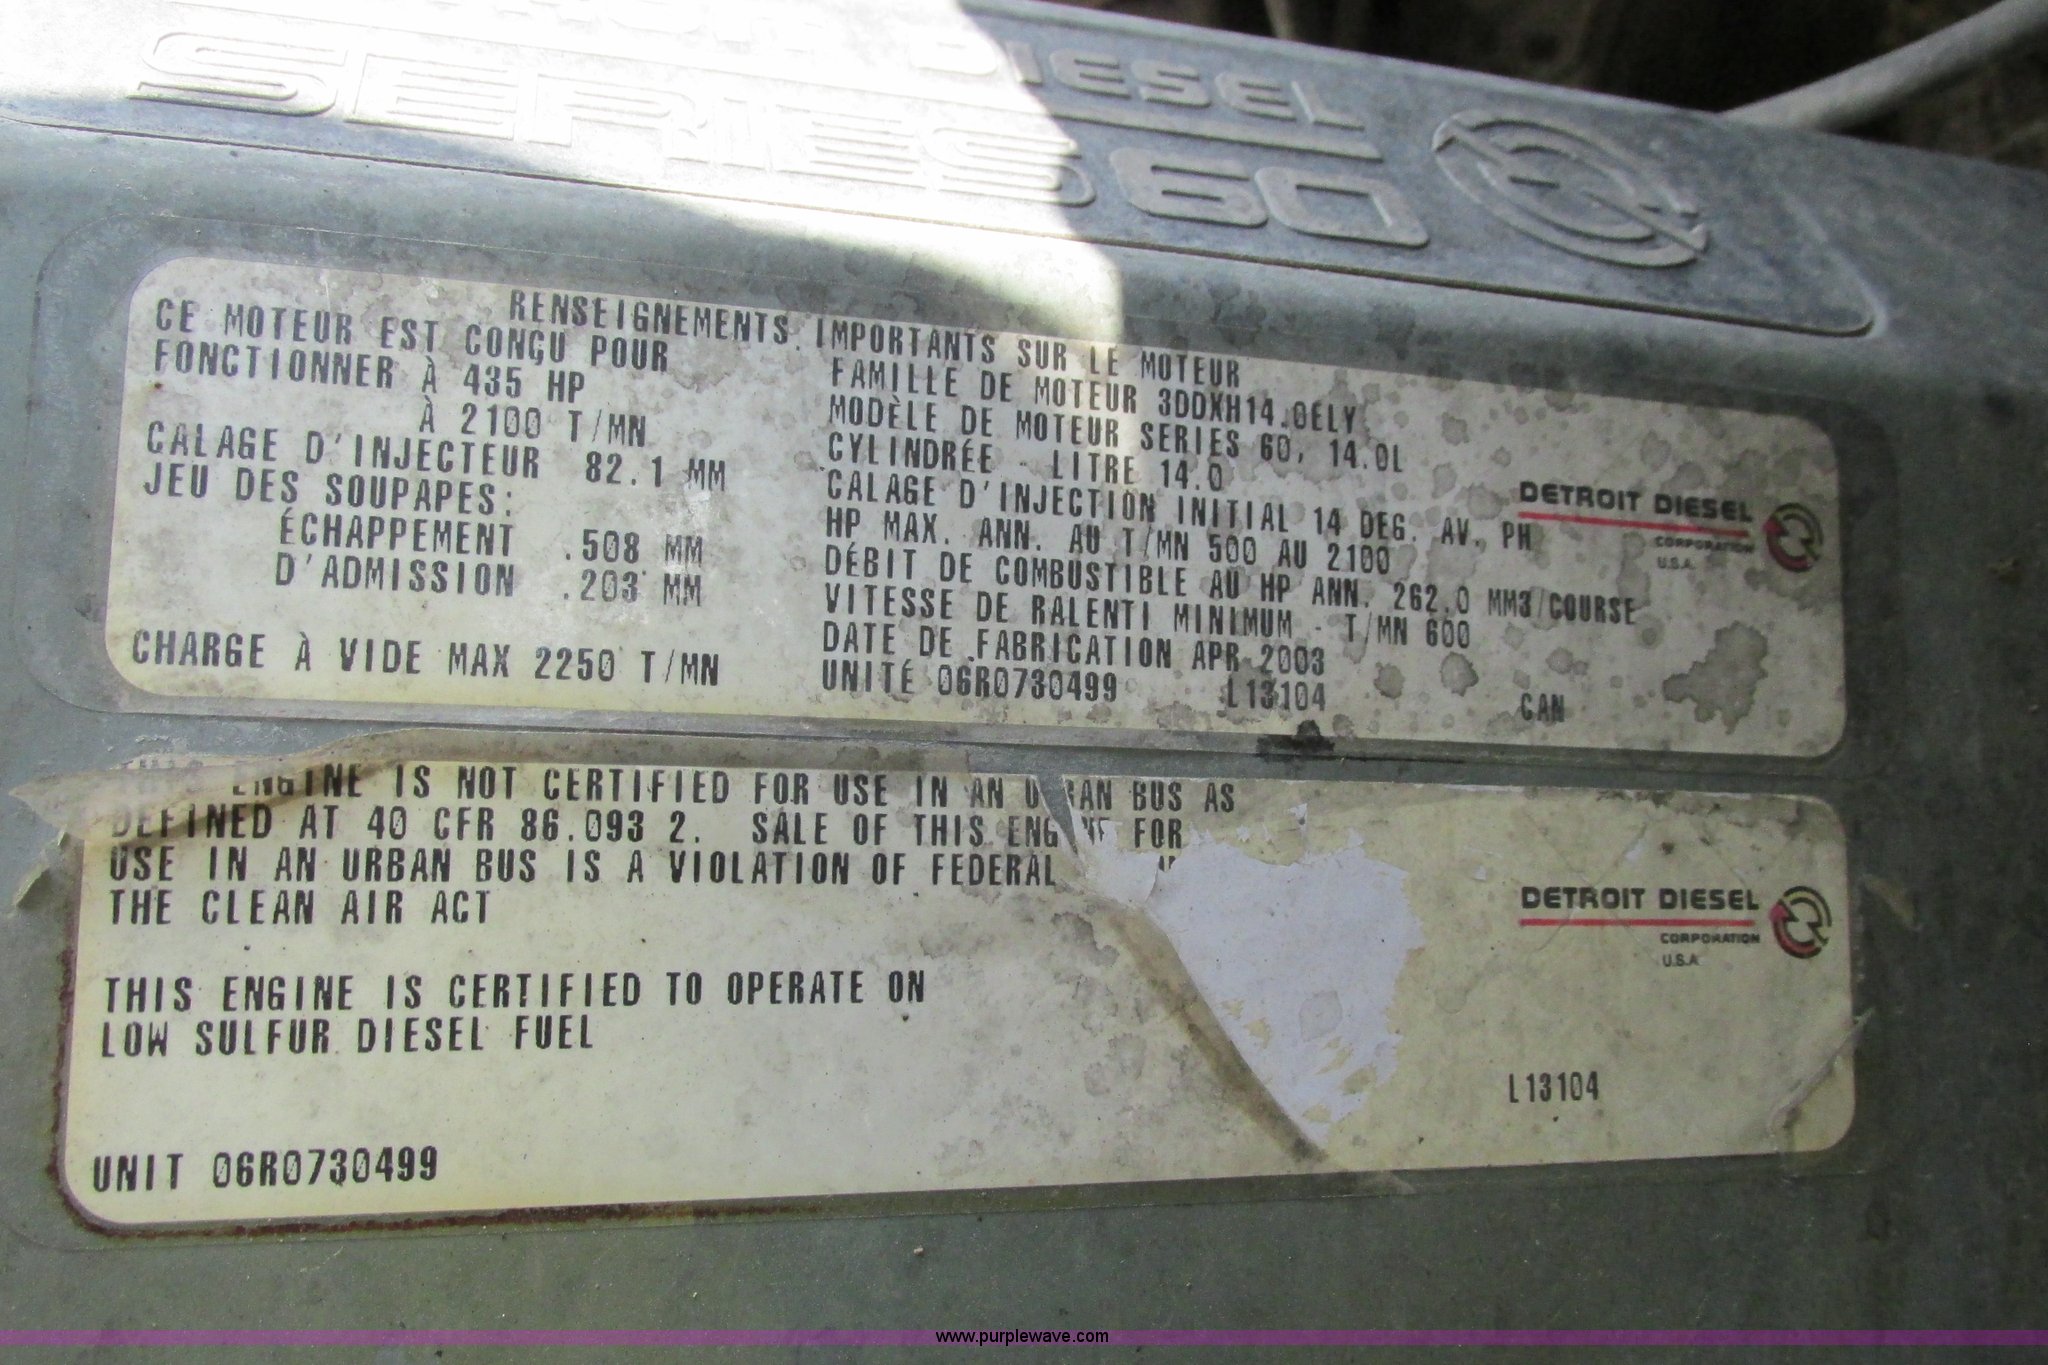 DIESEL
SERIES 60
RENSEIGNEMENTS IMPORTANTS SUR LE MOTEUR
CE MOTEUR EST CONÇU POUR
FONCTIONNER À 435 HP
À 2100 T/MN
CALAGE D'INJECTEUR 82.1 MM
JEU DES SOUPAPES:
ÉCHAPPEMENT .508 MM
D'ADMISSION .203 MM
CHARGE À VIDE MAX 2250 T/MN
FAMILLE DE MOTEUR 3DDXH14.0ELY
MODÈLE DE MOTEUR SERIES 60, 14.0L
CYLINDRÉE - LITRE 14.0
CALAGE D'INJECTION INITIAL 14 DEG. AV. PH
HP MAX. ANN. AU T/MN 500 AU 2100
DÉBIT DE COMBUSTIBLE AU HP ANN. 262.0 MM3/COURSE
VITESSE DE RALENTI MINIMUM - T/MN 600
DATE DE FABRICATION APR 2003
UNITÉ 06R0730499 L13104 CAN
DETROIT DIESEL
CORPORATION
U.S.A.
ENGINE IS NOT CERTIFIED FOR USE IN AN URBAN BUS AS
DEFINED AT 40 CFR 86.093 2. SALE OF THIS ENGINE FOR
USE IN AN URBAN BUS IS A VIOLATION OF FEDERAL
THE CLEAN AIR ACT
THIS ENGINE IS CERTIFIED TO OPERATE ON
LOW SULFUR DIESEL FUEL
UNIT 06R0730499
DETROIT DIESEL
CORPORATION
U.S.A
L13104
www.purplewave.com